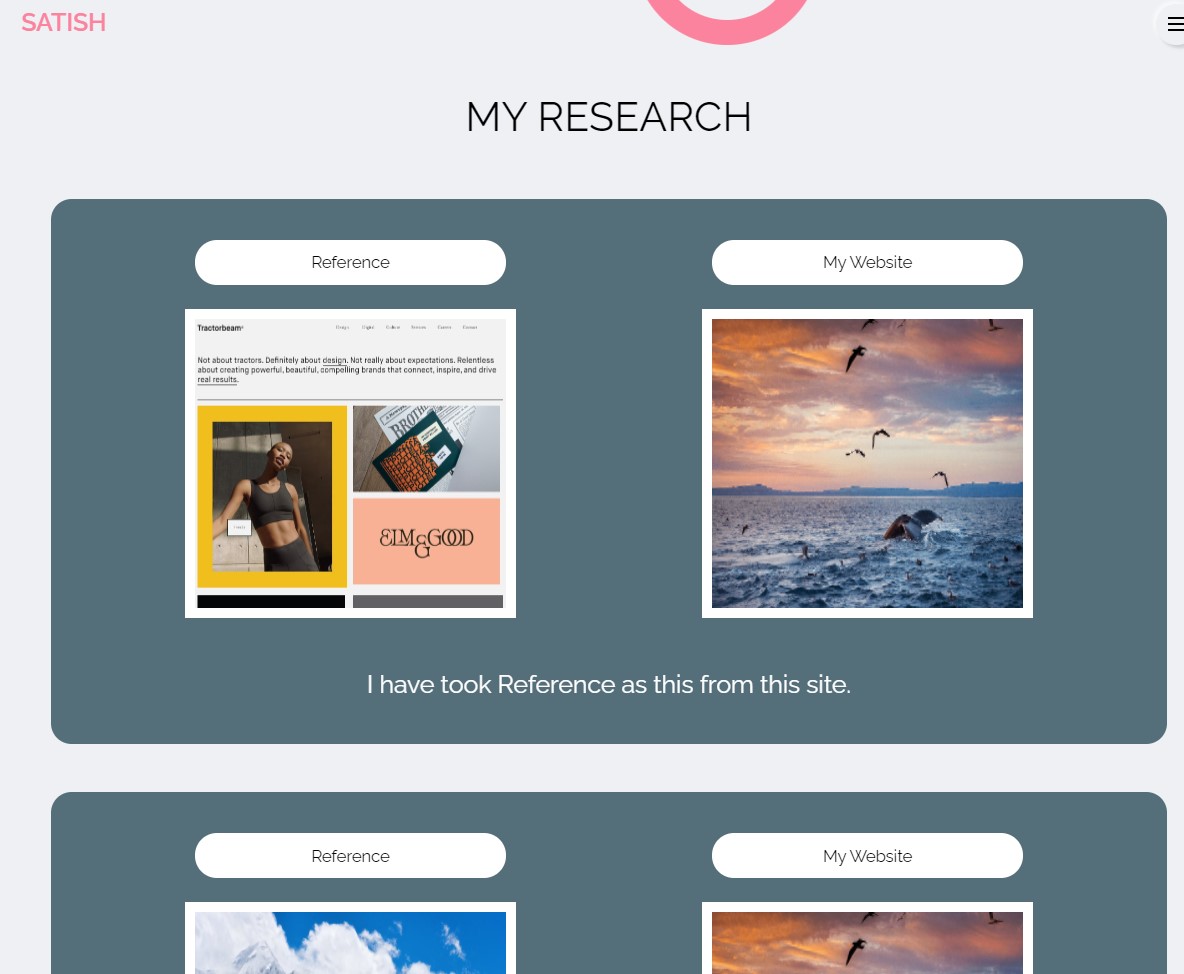 SATISH
MY RESEARCH
Reference
My Website
Tractorbeam
Design Digital Culture Services Careers Contact
Not about tractors. Definitely about design. Not really about expectations. Relentless
about creating powerful, beautiful, compelling brands that connect, inspire, and drive
real results.
BROTH
ELM & GOOD
I have took Reference as this from this site.
Reference
My Website